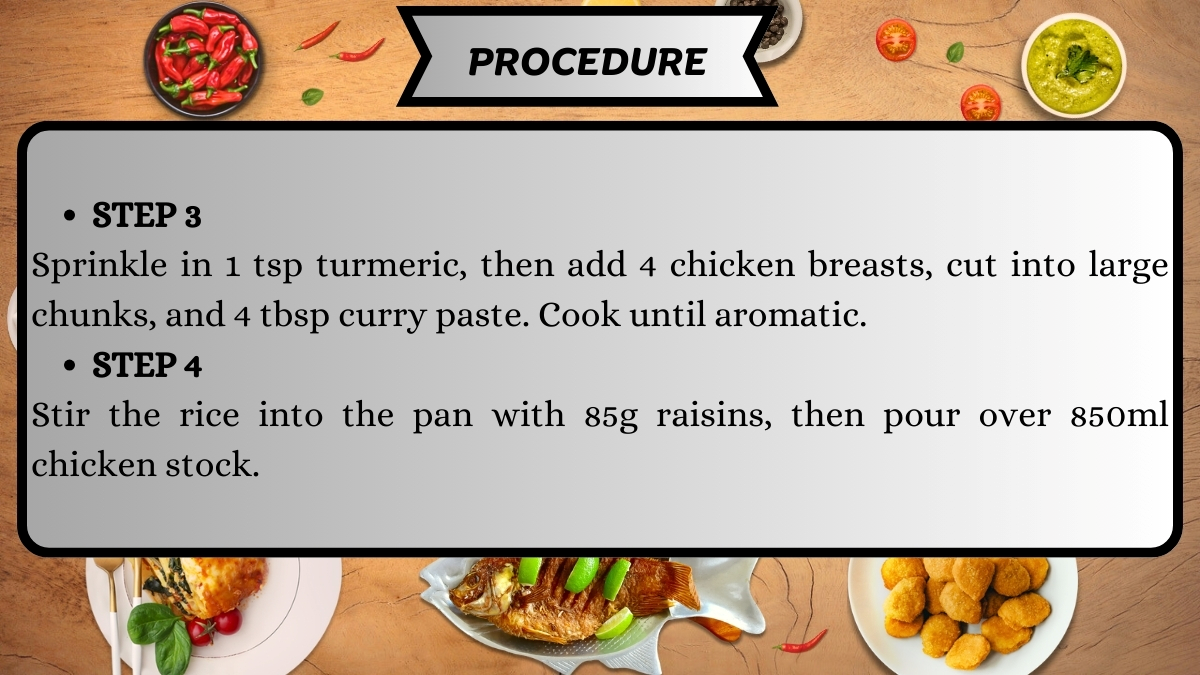 PROCEDURE
• STEP 3
Sprinkle in 1 tsp turmeric, then add 4 chicken breasts, cut into large
chunks, and 4 tbsp curry paste. Cook until aromatic.
• STEP 4
Stir the rice into the pan with 85g raisins, then pour over 850ml
chicken stock.